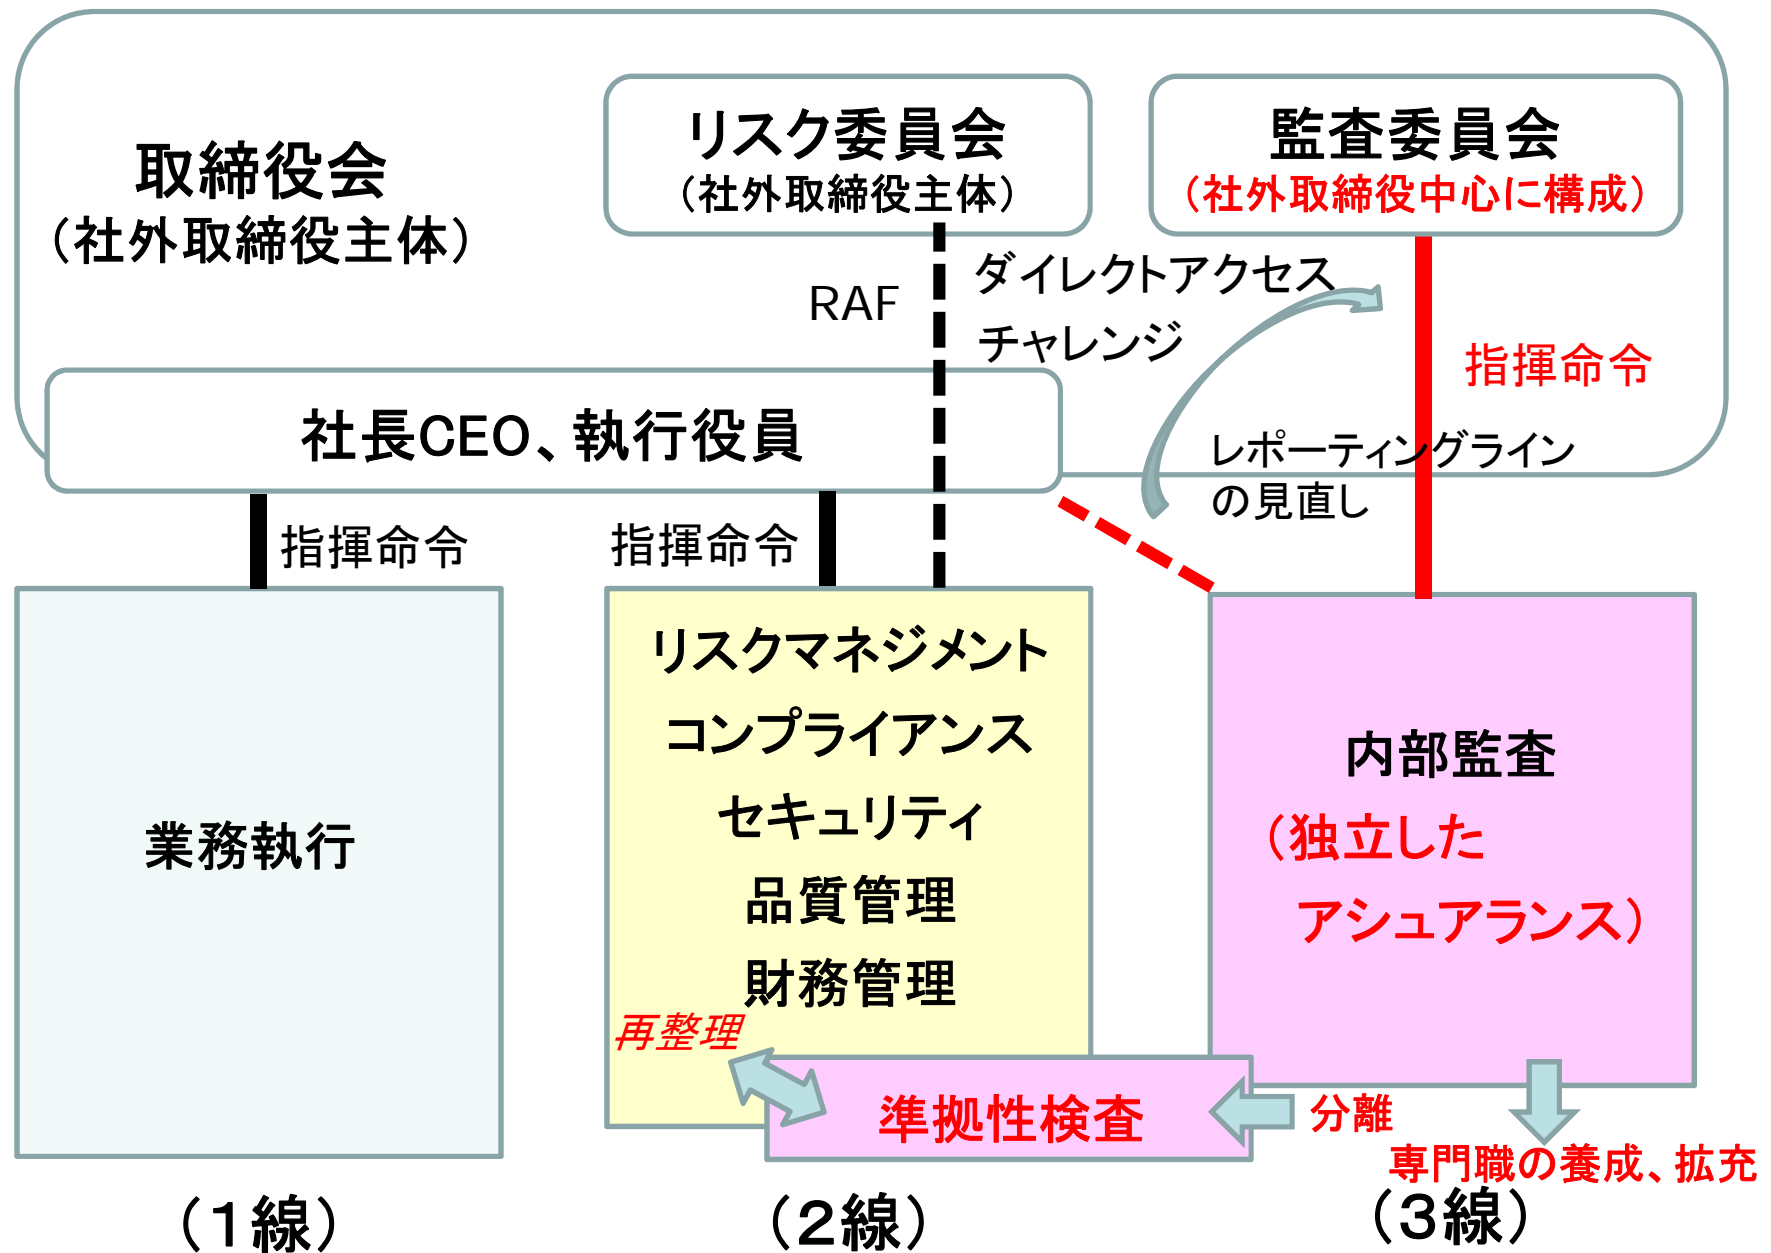 取締役会
（社外取締役主体）
リスク委員会
（社外取締役主体）
監査委員会
（社外取締役中心に構成）
RAF
ダイレクトアクセス
チャレンジ
指揮命令
社長CEO、執行役員
レポーティングライン
の見直し
指揮命令
指揮命令
業務執行
リスクマネジメント
コンプライアンス
セキュリティ
品質管理
財務管理
再整理
内部監査
（独立した
アシュアランス）
準拠性検査
分離
専門職の養成、拡充
（１線）
（２線）
（３線）